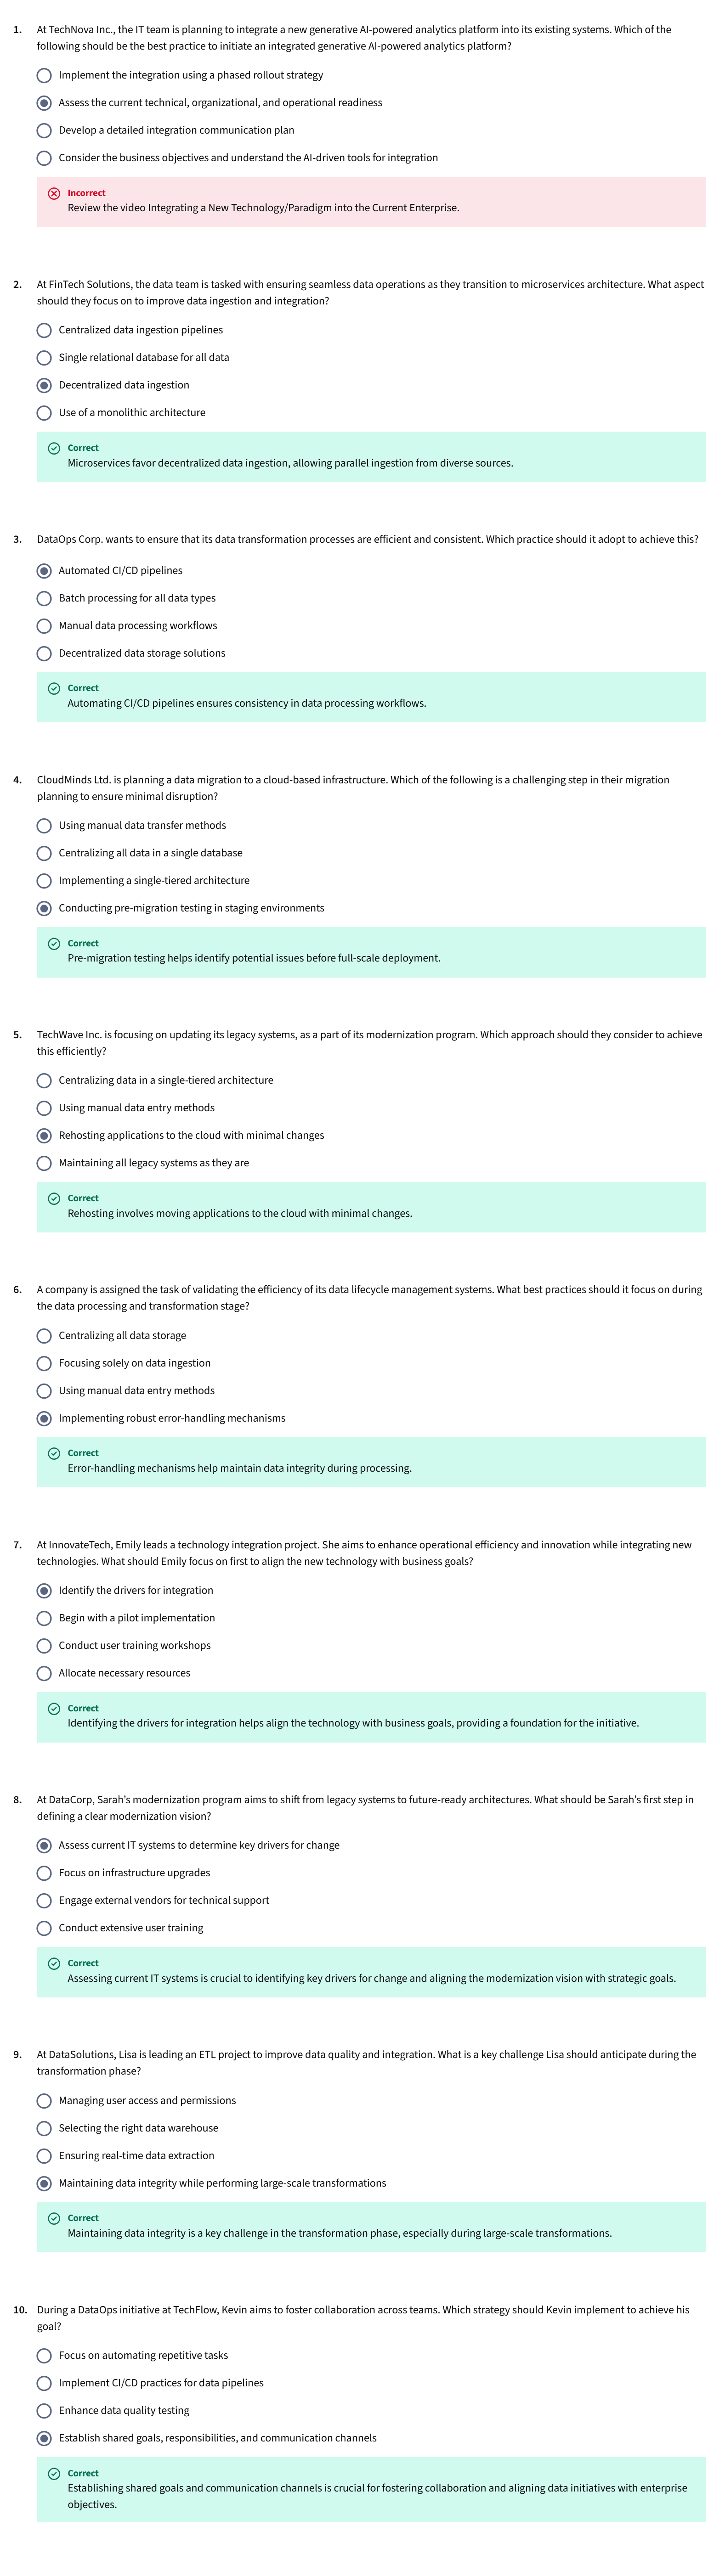 1. At TechNova Inc., the IT team is planning to integrate a new generative AI-powered analytics platform into its existing systems. Which of the
following should be the best practice to initiate an integrated generative AI-powered analytics platform?
Implement the integration using a phased rollout strategy
Assess the current technical, organizational, and operational readiness
Develop a detailed integration communication plan
Consider the business objectives and understand the AI-driven tools for integration
Incorrect
Review the video Integrating a New Technology/Paradigm into the Current Enterprise.
2. At FinTech Solutions, the data team is tasked with ensuring seamless data operations as they transition to microservices architecture. What aspect
should they focus on to improve data ingestion and integration?
Centralized data ingestion pipelines
Single relational database for all data
Decentralized data ingestion
Use of a monolithic architecture
Correct
Microservices favor decentralized data ingestion, allowing parallel ingestion from diverse sources.
3. DataOps Corp. wants to ensure that its data transformation processes are efficient and consistent. Which practice should it adopt to achieve this?
Automated CI/CD pipelines
Batch processing for all data types
Manual data processing workflows
Decentralized data storage solutions
Correct
Automating CI/CD pipelines ensures consistency in data processing workflows.
4. CloudMinds Ltd. is planning a data migration to a cloud-based infrastructure. Which of the following is a challenging step in their migration
planning to ensure minimal disruption?
Using manual data transfer methods
Centralizing all data in a single database
Implementing a single-tiered architecture
Conducting pre-migration testing in staging environments
Correct
Pre-migration testing helps identify potential issues before full-scale deployment.
5. TechWave Inc. is focusing on updating its legacy systems, as a part of its modernization program. Which approach should they consider to achieve
this efficiently?
Centralizing data in a single-tiered architecture
Using manual data entry methods
Rehosting applications to the cloud with minimal changes
Maintaining all legacy systems as they are
Correct
Rehosting involves moving applications to the cloud with minimal changes.
6. A company is assigned the task of validating the efficiency of its data lifecycle management systems. What best practices should it focus on during
the data processing and transformation stage?
Centralizing all data storage
Focusing solely on data ingestion
Using manual data entry methods
Implementing robust error-handling mechanisms
Correct
Error-handling mechanisms help maintain data integrity during processing.
7. At InnovateTech, Emily leads a technology integration project. She aims to enhance operational efficiency and innovation while integrating new
technologies. What should Emily focus on first to align the new technology with business goals?
Identify the drivers for integration
Begin with a pilot implementation
Conduct user training workshops
Allocate necessary resources
Correct
Identifying the drivers for integration helps align the technology with business goals, providing a foundation for the initiative.
8. At DataCorp, Sarah's modernization program aims to shift from legacy systems to future-ready architectures. What should be Sarah's first step in
defining a clear modernization vision?
Assess current IT systems to determine key drivers for change
Focus on infrastructure upgrades
Engage external vendors for technical support
Conduct extensive user training
Correct
Assessing current IT systems is crucial to identifying key drivers for change and aligning the modernization vision with strategic goals.
9. At DataSolutions, Lisa is leading an ETL project to improve data quality and integration. What is a key challenge Lisa should anticipate during the
transformation phase?
Managing user access and permissions
Selecting the right data warehouse
Ensuring real-time data extraction
Maintaining data integrity while performing large-scale transformations
Correct
Maintaining data integrity is a key challenge in the transformation phase, especially during large-scale transformations.
10. During a DataOps initiative at TechFlow, Kevin aims to foster collaboration across teams. Which strategy should Kevin implement to achieve his
goal?
Focus on automating repetitive tasks
Implement CI/CD practices for data pipelines
Enhance data quality testing
Establish shared goals, responsibilities, and communication channels
Correct
Establishing shared goals and communication channels is crucial for fostering collaboration and aligning data initiatives with enterprise
objectives.